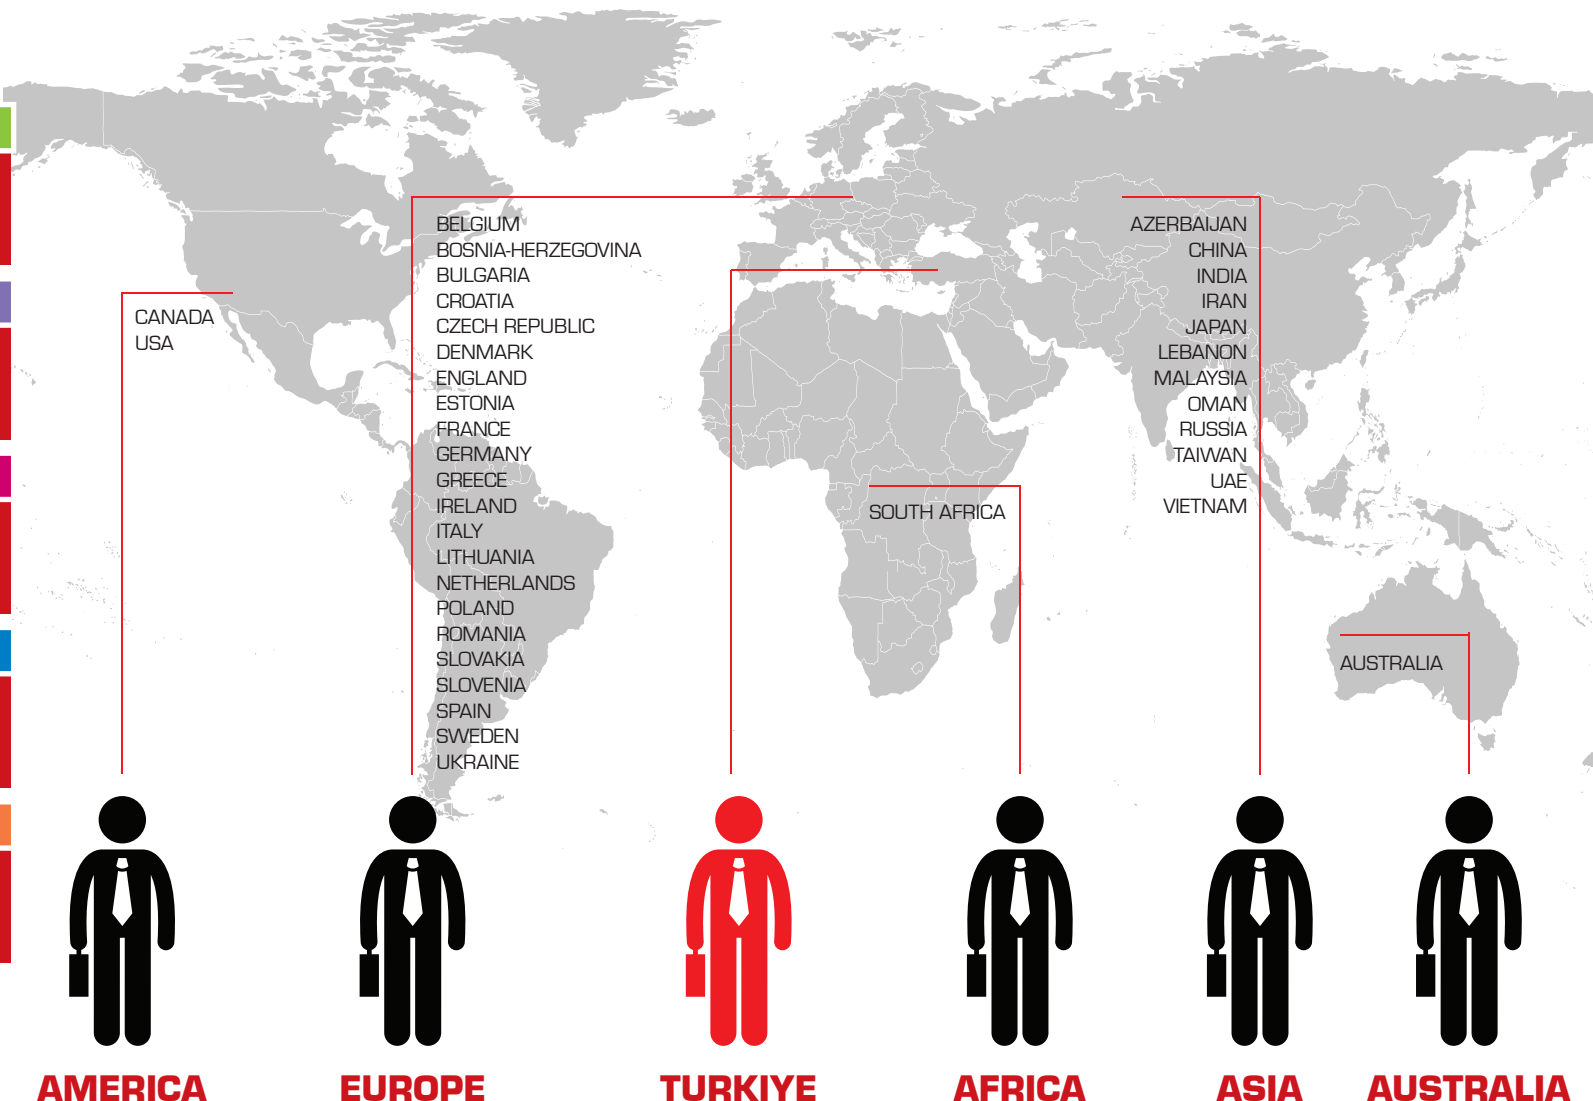 CANADA
USA
BELGIUM
BOSNIA-HERZEGOVINA
BULGARIA
CROATIA
CZECH REPUBLIC
DENMARK
ENGLAND
ESTONIA
FRANCE
GERMANY
GREECE
IRELAND
ITALY
LITHUANIA
NETHERLANDS
POLAND
ROMANIA
SLOVAKIA
SLOVENIA
SPAIN
SWEDEN
UKRAINE
SOUTH AFRICA
AZERBAIJAN
CHINA
INDIA
IRAN
JAPAN
LEBANON
MALAYSIA
OMAN
RUSSIA
TAIWAN
UAE
VIETNAM
AUSTRALIA
AMERICA
EUROPE
TURKIYE
AFRICA
ASIA
AUSTRALIA